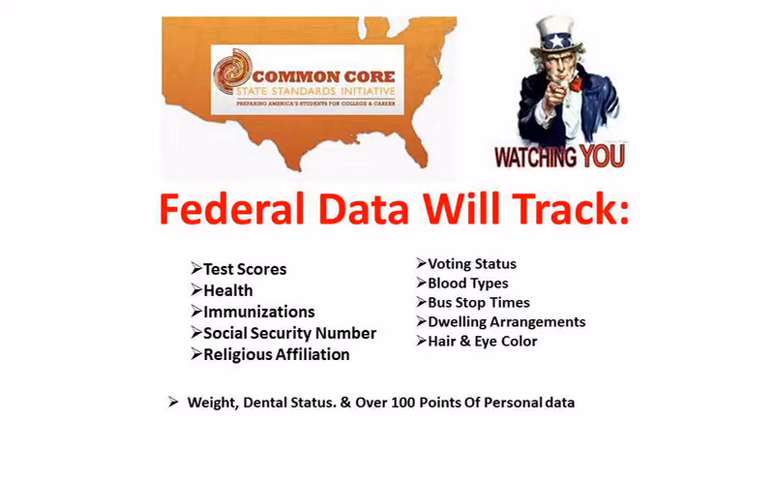 COMMON CORE
STATE STANDARDS INITIATIVE
PREPARING AMERICA'S STUDENTS FOR COLLEGE & CAREER
WATCHING YOU
Federal Data Will Track:
➢Test Scores
➢Health
➢Immunizations
➢Social Security Number
➢Religious Affiliation
➢Voting Status
➢Blood Types
➢Bus Stop Times
➢Dwelling Arrangements
➢Hair & Eye Color
➢ Weight, Dental Status. & Over 100 Points Of Personal data